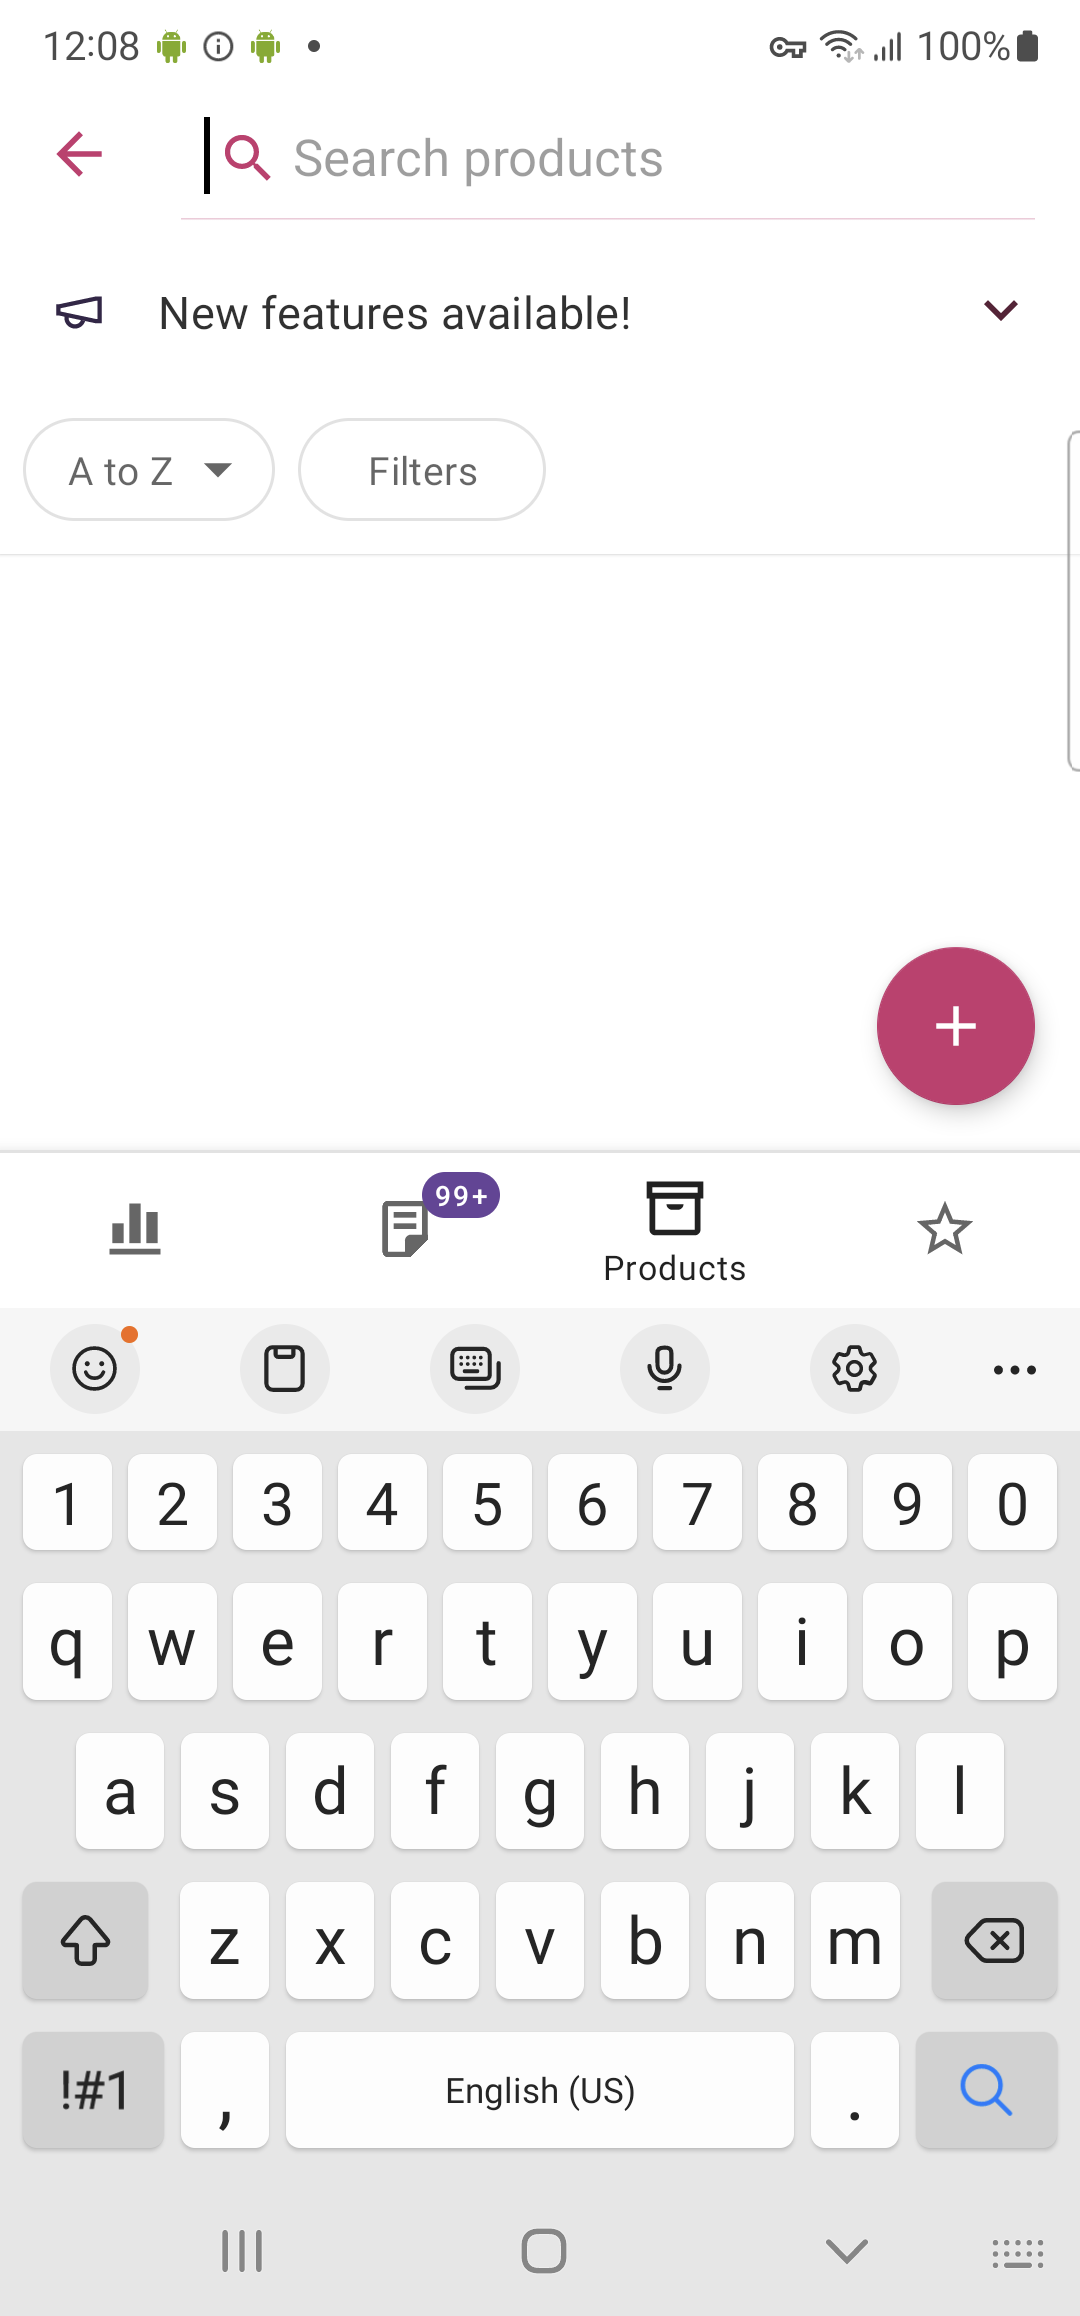 12:08 100%
Search products
New features available!
A to Z Filters
99+
Products
1 2 3 4 5 6 7 8 9 0
q w e r t y u i o p
a s d f g h j k l
z x c v b n m
!#1 , English (US) .